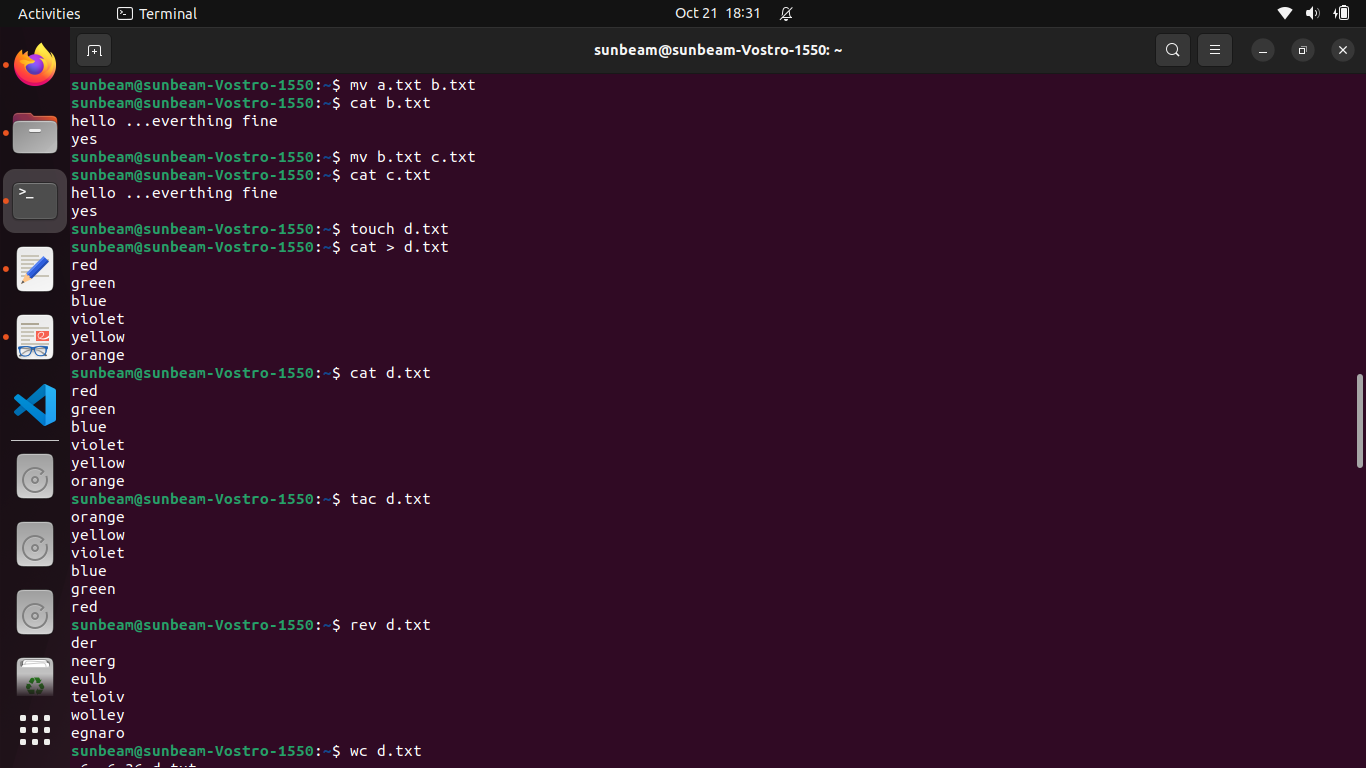 Activities Terminal Oct 21 18:31
sunbeam@sunbeam-Vostro-1550: ~
sunbeam@sunbeam-Vostro-1550:~$ mv a.txt b.txt
sunbeam@sunbeam-Vostro-1550:~$ cat b.txt
hello ...everthing fine
yes
sunbeam@sunbeam-Vostro-1550:~$ mv b.txt c.txt
sunbeam@sunbeam-Vostro-1550:~$ cat c.txt
hello ...everthing fine
yes
sunbeam@sunbeam-Vostro-1550:~$ touch d.txt
sunbeam@sunbeam-Vostro-1550:~$ cat > d.txt
red
green
blue
violet
yellow
orange
sunbeam@sunbeam-Vostro-1550:~$ cat d.txt
red
green
blue
violet
yellow
orange
sunbeam@sunbeam-Vostro-1550:~$ tac d.txt
orange
yellow
violet
blue
green
red
sunbeam@sunbeam-Vostro-1550:~$ rev d.txt
der
neerg
eulb
teloiv
wolley
egnaro
sunbeam@sunbeam-Vostro-1550:~$ wc d.txt